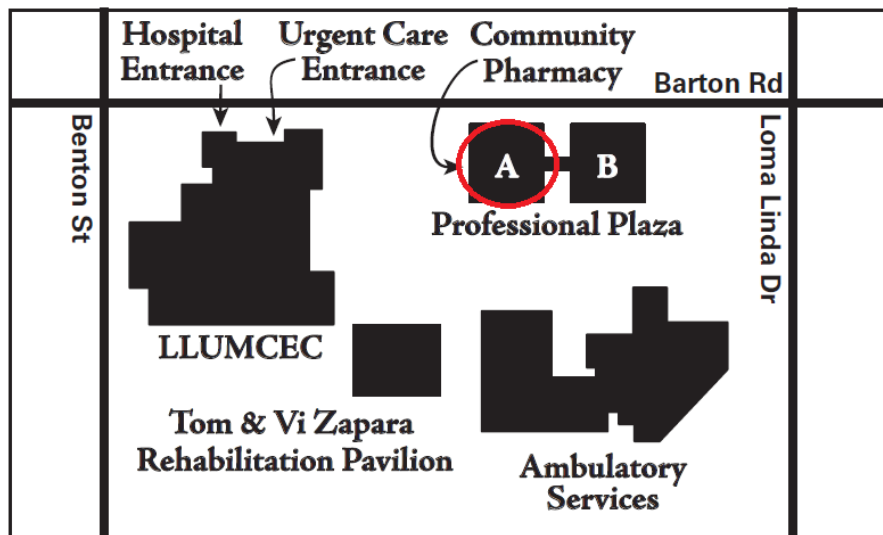 Hospital
Entrance
Urgent Care
Entrance
Community
Pharmacy
Barton Rd
Benton St
Loma Linda Dr
A
B
Professional Plaza
LLUMCEC
Tom & Vi Zapara
Rehabilitation Pavilion
Ambulatory
Services